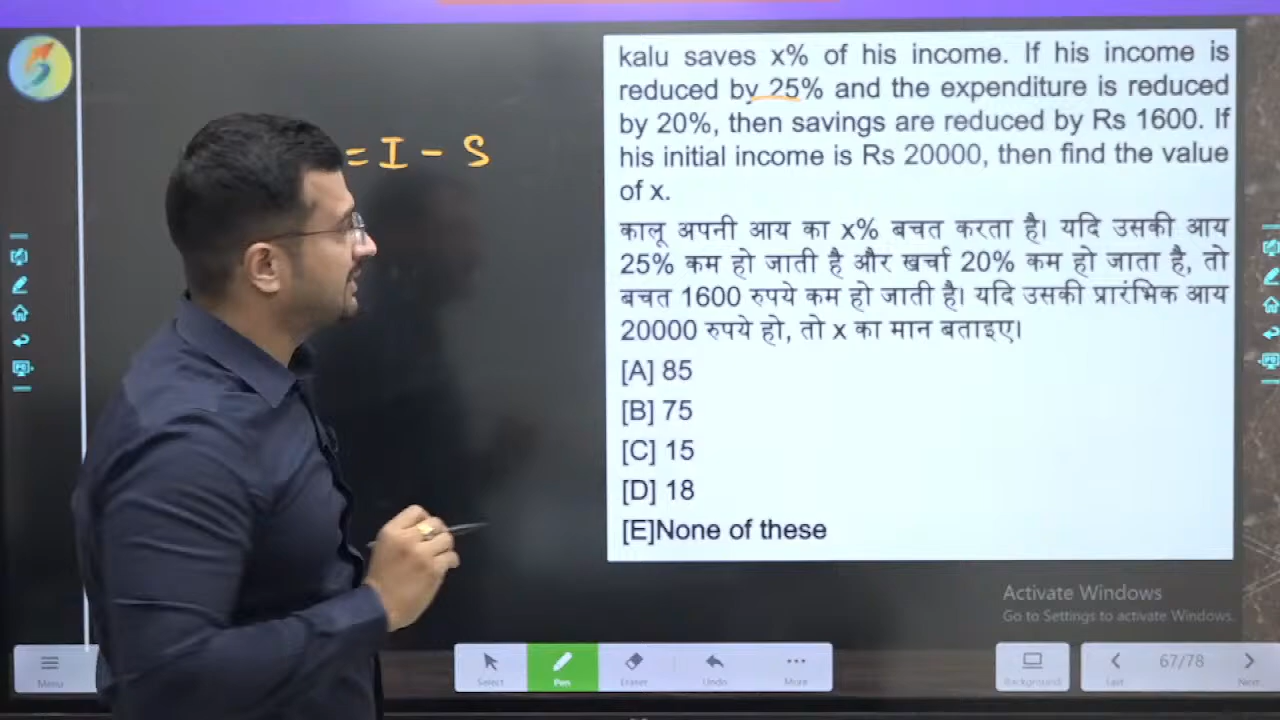 = I - S
kalu saves x% of his income. If his income is
reduced by 25% and the expenditure is reduced
by 20%, then savings are reduced by Rs 1600. If
his initial income is Rs 20000, then find the value
of x.
कालू अपनी आय का x% बचत करता है। यदि उसकी आय
25% कम हो जाती है और खर्चा 20% कम हो जाता है, तो
बचत 1600 रुपये कम हो जाती है। यदि उसकी प्रारंभिक आय
20000 रुपये हो, तो x का मान बताइए।
[A] 85
[B] 75
[C] 15
[D] 18
[E]None of these
Activate Windows
Go to Settings to activate Windows.
Menu
Select
Pen
Eraser
Undo
More
Background
Last
67/78
Next